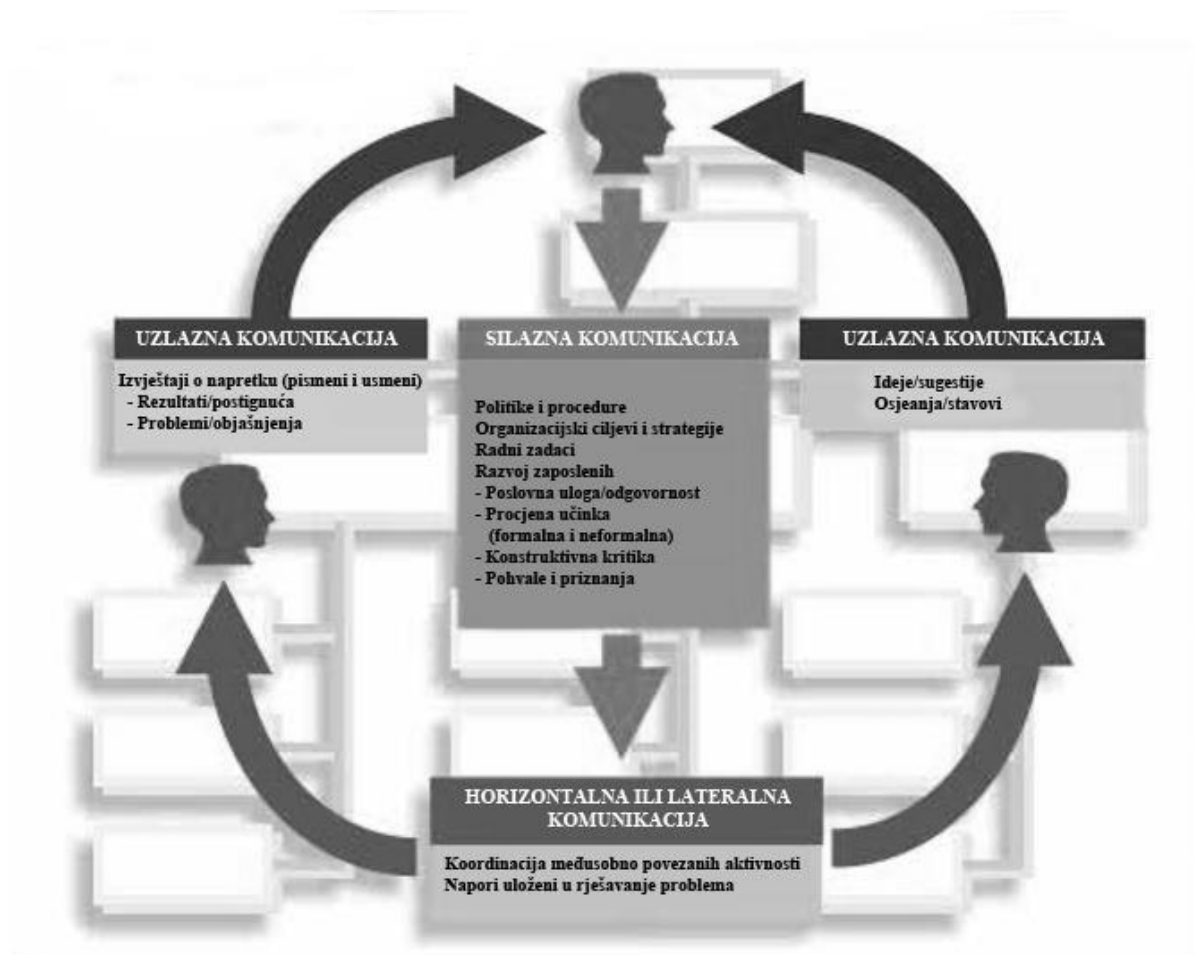 UZLAZNA KOMUNIKACIJA
Izvještaji o napretku (pismeni i usmeni)
- Rezultati/postignuća
- Problemi/objašnjenja
SILAZNA KOMUNIKACIJA
Politike i procedure
Organizacijski ciljevi i strategije
Radni zadaci
Razvoj zaposlenih
- Poslovna uloga/odgovornost
- Procjena učinka
(formalna i neformalna)
- Konstruktivna kritika
- Pohvale i priznanja
UZLAZNA KOMUNIKACIJA
Ideje/sugestije
Osjeanja/stavovi
HORIZONTALNA ILI LATERALNA
KOMUNIKACIJA
Koordinacija međusobno povezanih aktivnosti
Napori uloženi u rješavanje problema